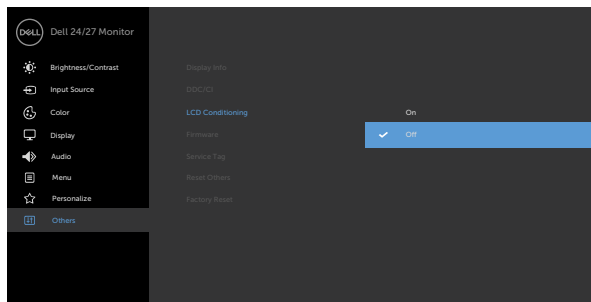 DELL
Dell 24/27 Monitor
Brightness/Contrast
Input Source
Color
Display
Audio
Menu
Personalize
Others
Display Info
DDC/CI
LCD Conditioning
Firmware
Service Tag
Reset Others
Factory Reset
On
Off